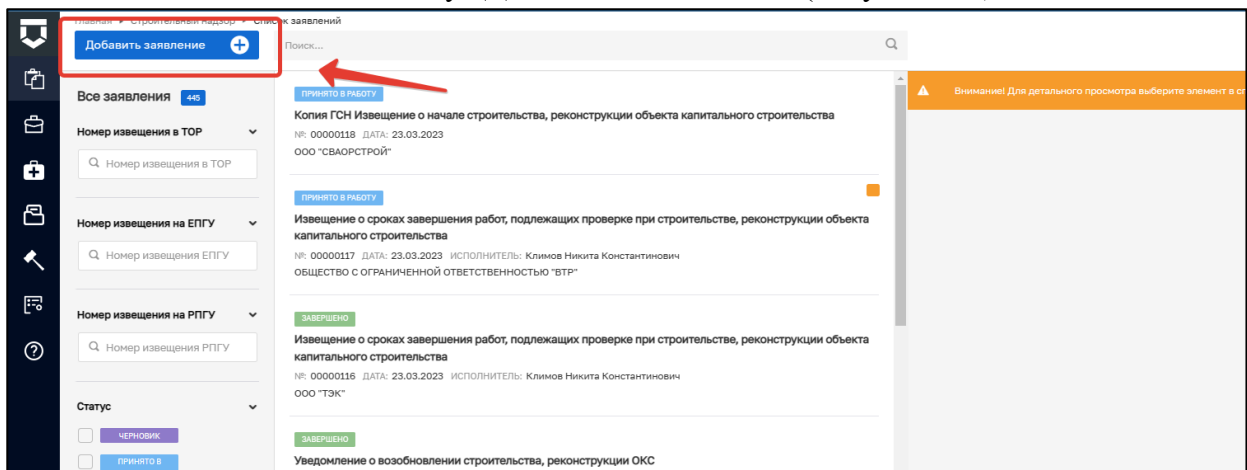 Главная ▸ Строительный надзор ▸ Список заявлений
Добавить заявление
Поиск...
Все заявления 445
Номер извещения в ТОР
Номер извещения в ТОР
Номер извещения на ЕПГУ
Номер извещения ЕПГУ
Номер извещения на РПГУ
Номер извещения РПГУ
Статус
ЧЕРНОВИК
ПРИНЯТО В
ПРИНЯТО В РАБОТУ
Копия ГСН Извещение о начале строительства, реконструкции объекта капитального строительства
№: 00000118 ДАТА: 23.03.2023
ООО "СВАОРСТРОЙ"
ПРИНЯТО В РАБОТУ
Извещение о сроках завершения работ, подлежащих проверке при строительстве, реконструкции объекта
капитального строительства
№: 00000117 ДАТА: 23.03.2023 ИСПОЛНИТЕЛЬ: Климов Никита Константинович
ОБЩЕСТВО С ОГРАНИЧЕННОЙ ОТВЕТСТВЕННОСТЬЮ "ВТР"
ЗАВЕРШЕНО
Извещение о сроках завершения работ, подлежащих проверке при строительстве, реконструкции объекта
капитального строительства
№: 00000116 ДАТА: 23.03.2023 ИСПОЛНИТЕЛЬ: Климов Никита Константинович
ООО "ТЭК"
ЗАВЕРШЕНО
Уведомление о возобновлении строительства, реконструкции ОКС
Внимание! Для детального просмотра выберите элемент в с